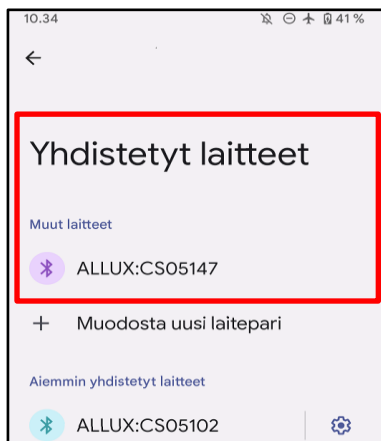 10.34 41 %
Yhdistetyt laitteet
Muut laitteet
ALLUX:CS05147
+ Muodosta uusi laitepari
Aiemmin yhdistetyt laitteet
ALLUX:CS05102